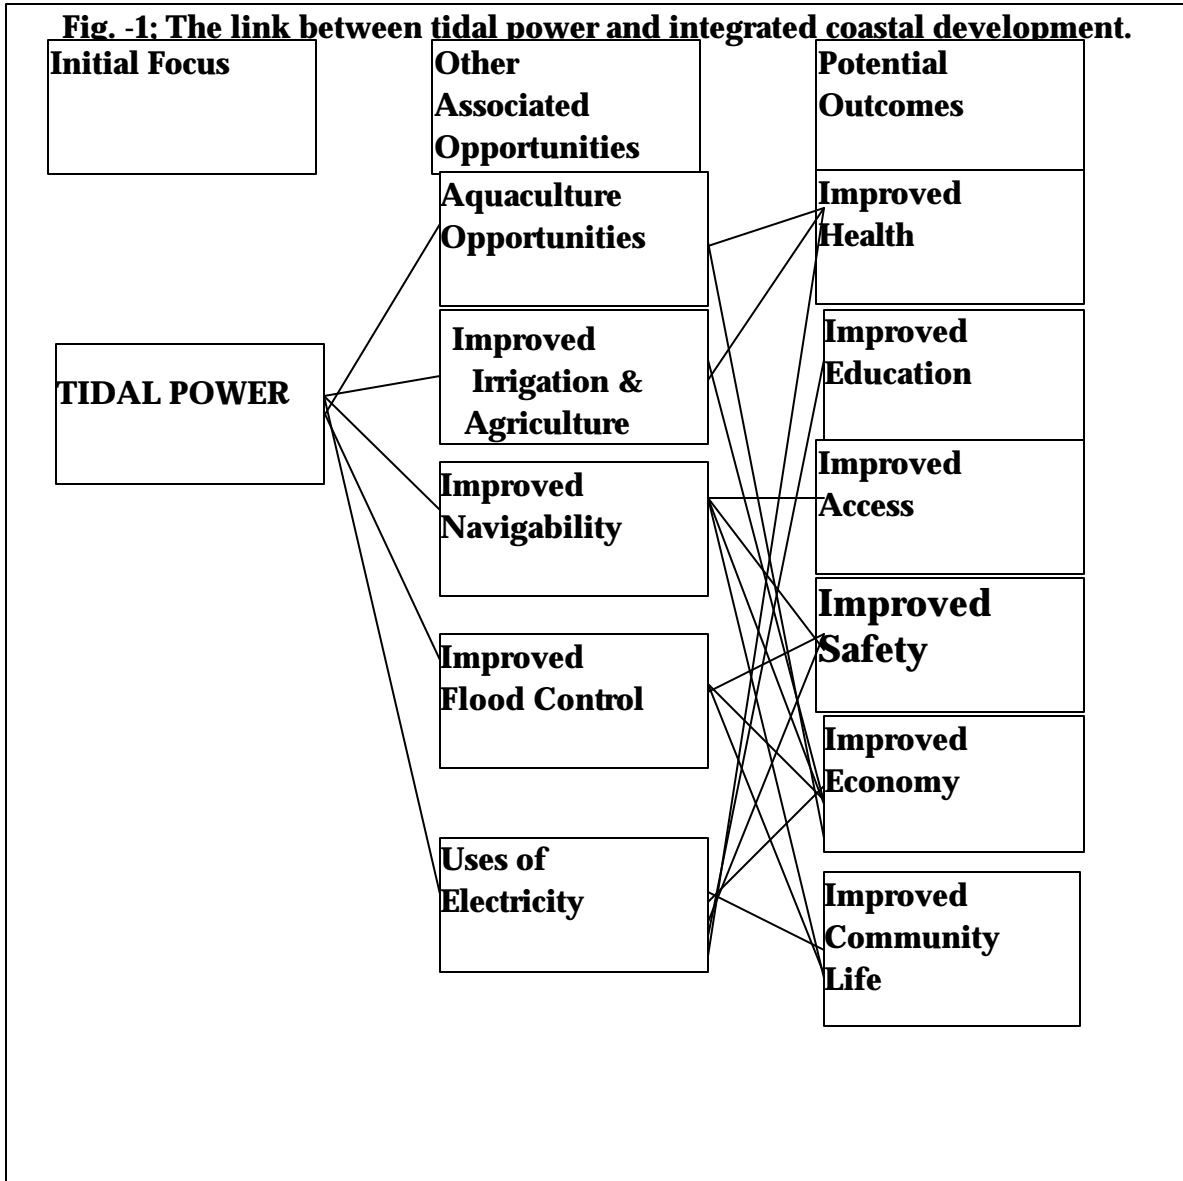 Fig. -1; The link between tidal power and integrated coastal development.
Initial Focus
Other
Associated
Opportunities
Potential
Outcomes
TIDAL POWER
Aquaculture
Opportunities
Improved
Irrigation &
Agriculture
Improved
Navigability
Improved
Flood Control
Uses of
Electricity
Improved
Health
Improved
Education
Improved
Access
Improved
Safety
Improved
Economy
Improved
Community
Life